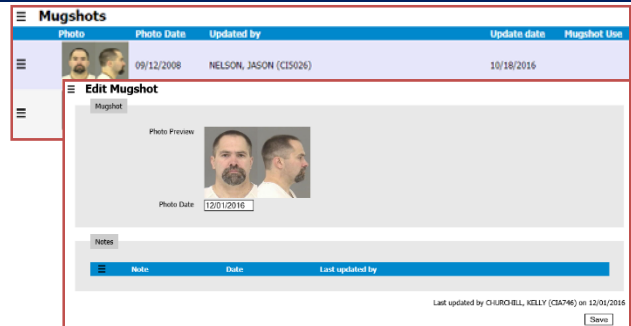 Mugshots
Photo Photo Date Updated by Update date Mugshot Use
09/12/2008 NELSON, JASON (CIS026) 10/18/2016
Edit Mugshot
Mugshot
Photo Preview
Photo Date 12/01/2016
Notes
Note Date Last updated by
Last updated by CHURCHILL, KELLY (CIA746) on 12/01/2016
Save